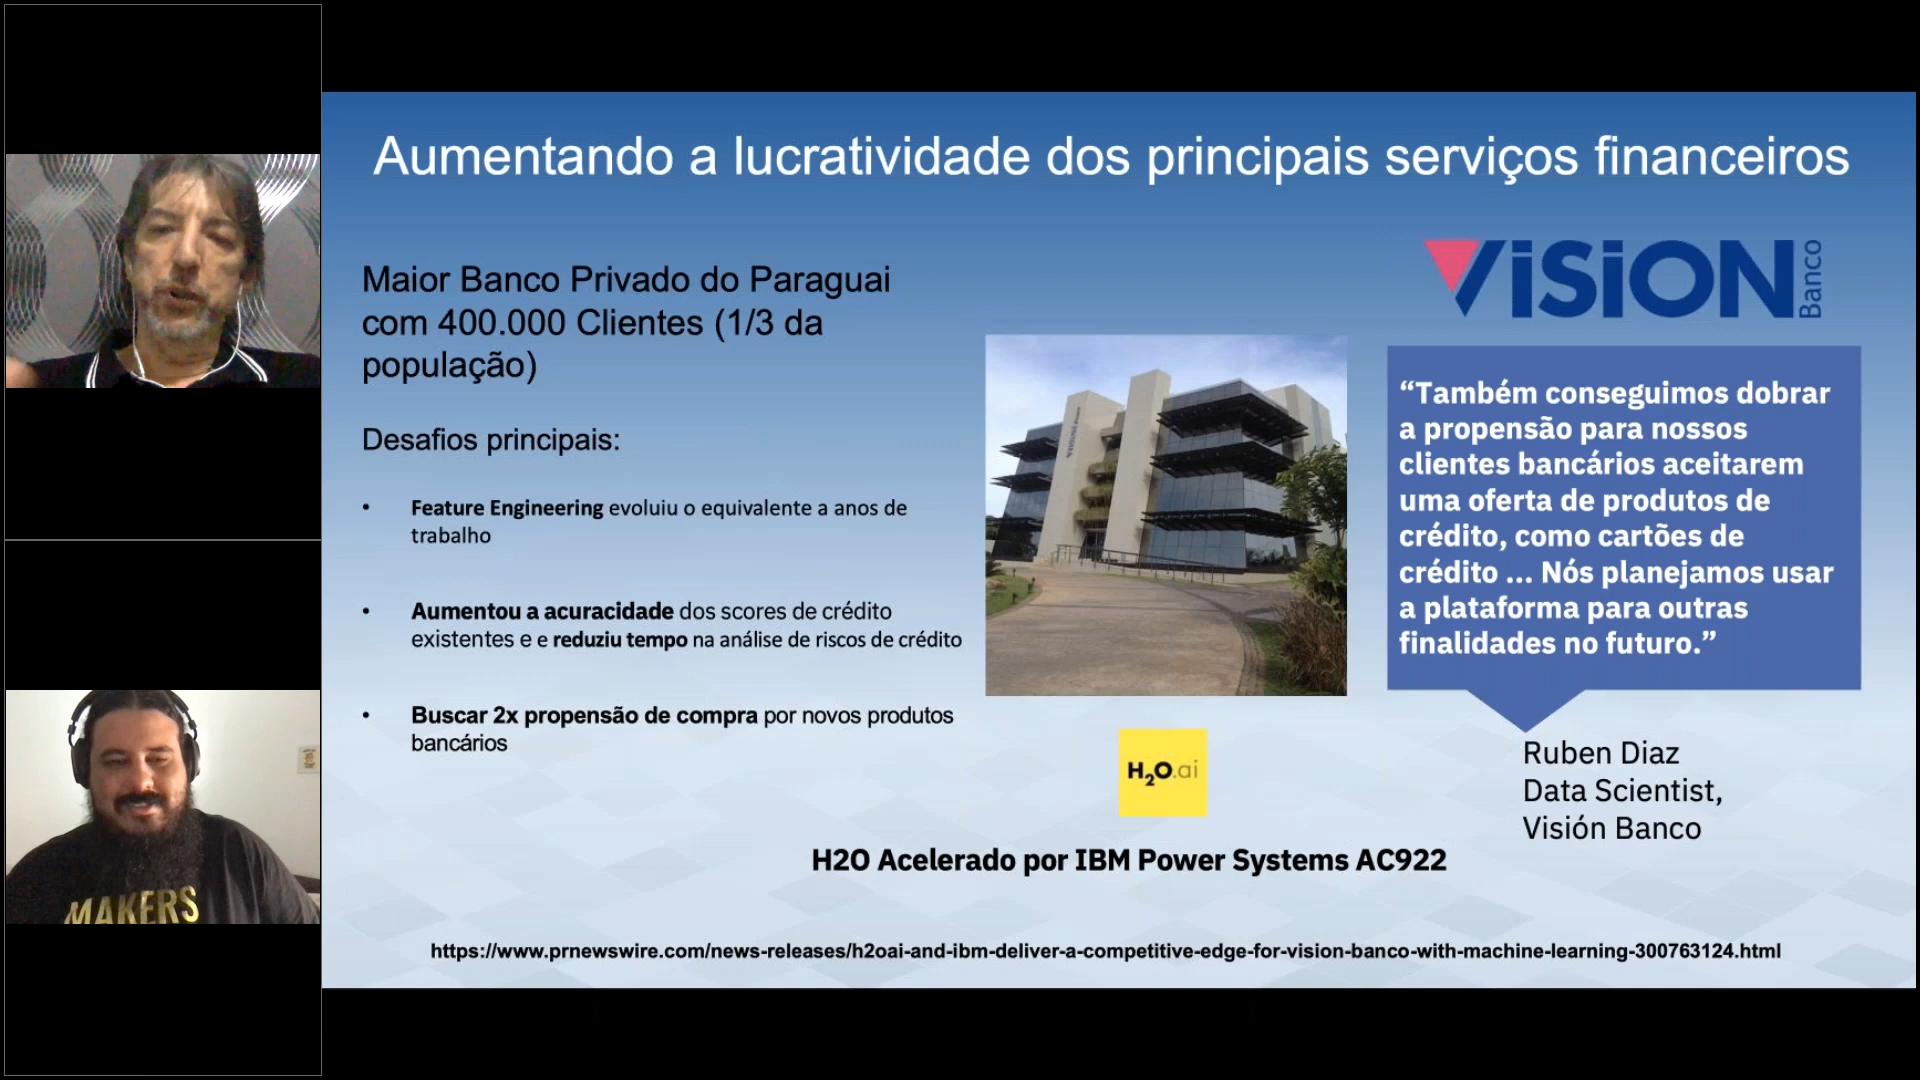 Aumentando a lucratividade dos principais serviços financeiros
Maior Banco Privado do Paraguai
com 400.000 Clientes (1/3 da
população)
Desafios principais:
• Feature Engineering evoluiu o equivalente a anos de
trabalho
• Aumentou a acuracidade dos scores de crédito
existentes e e reduziu tempo na análise de riscos de crédito
• Buscar 2x propensão de compra por novos produtos
bancários
ViSiON Banco
“Também conseguimos dobrar
a propensão para nossos
clientes bancários aceitarem
uma oferta de produtos de
crédito, como cartões de
crédito ... Nós planejamos usar
a plataforma para outras
finalidades no futuro.”
Ruben Diaz
Data Scientist,
Visión Banco
H2O.ai
H2O Acelerado por IBM Power Systems AC922
https://www.prnewswire.com/news-releases/h2oai-and-ibm-deliver-a-competitive-edge-for-vision-banco-with-machine-learning-300763124.html
MAKERS